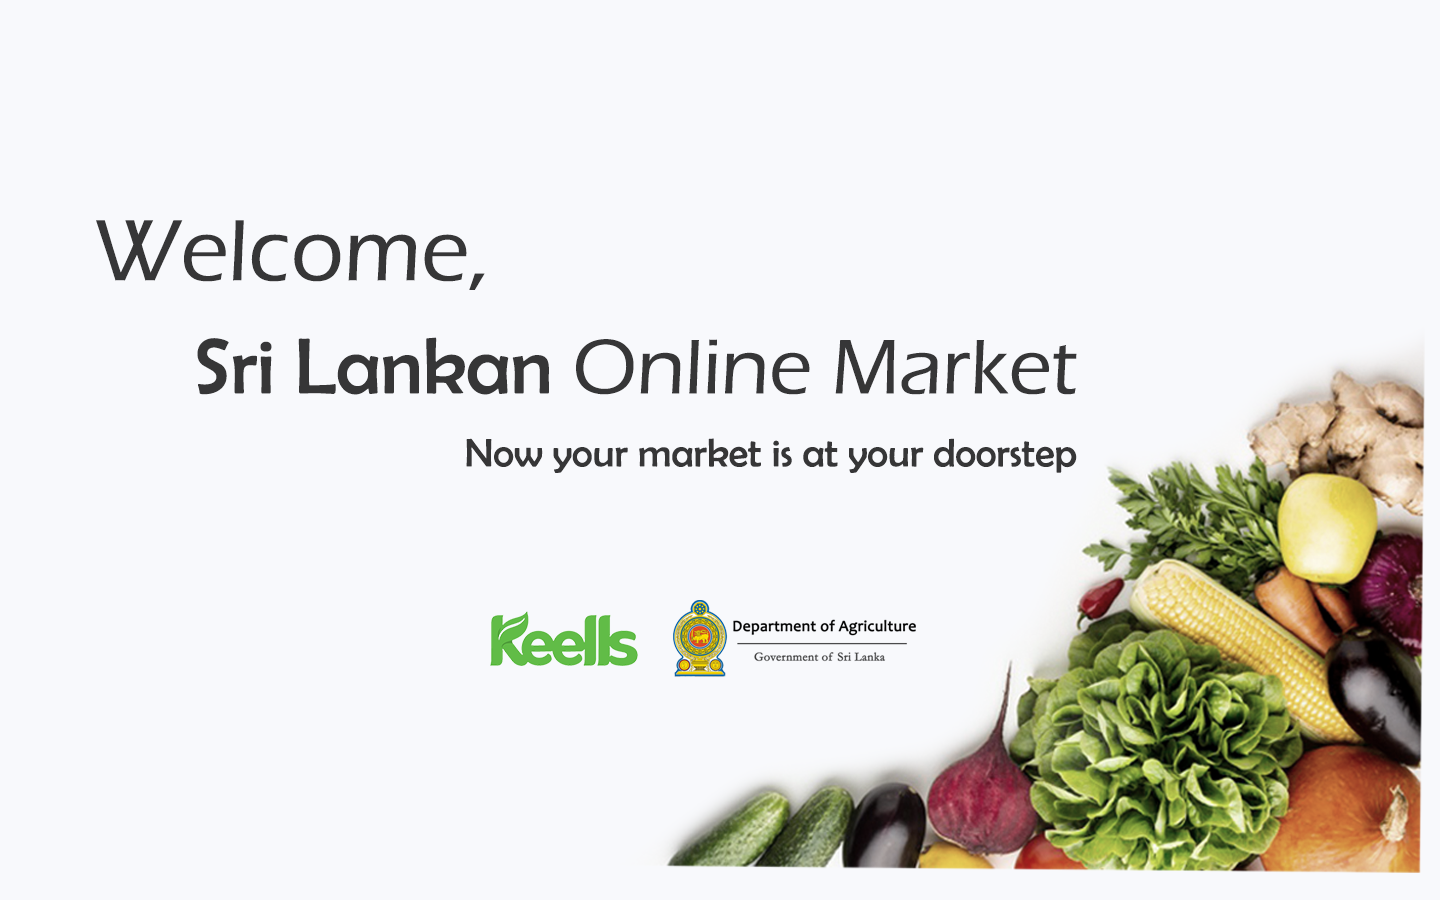 Welcome,
Sri Lankan Online Market
Now your market is at your doorstep
Keells
Department of Agriculture
Government of Sri Lanka